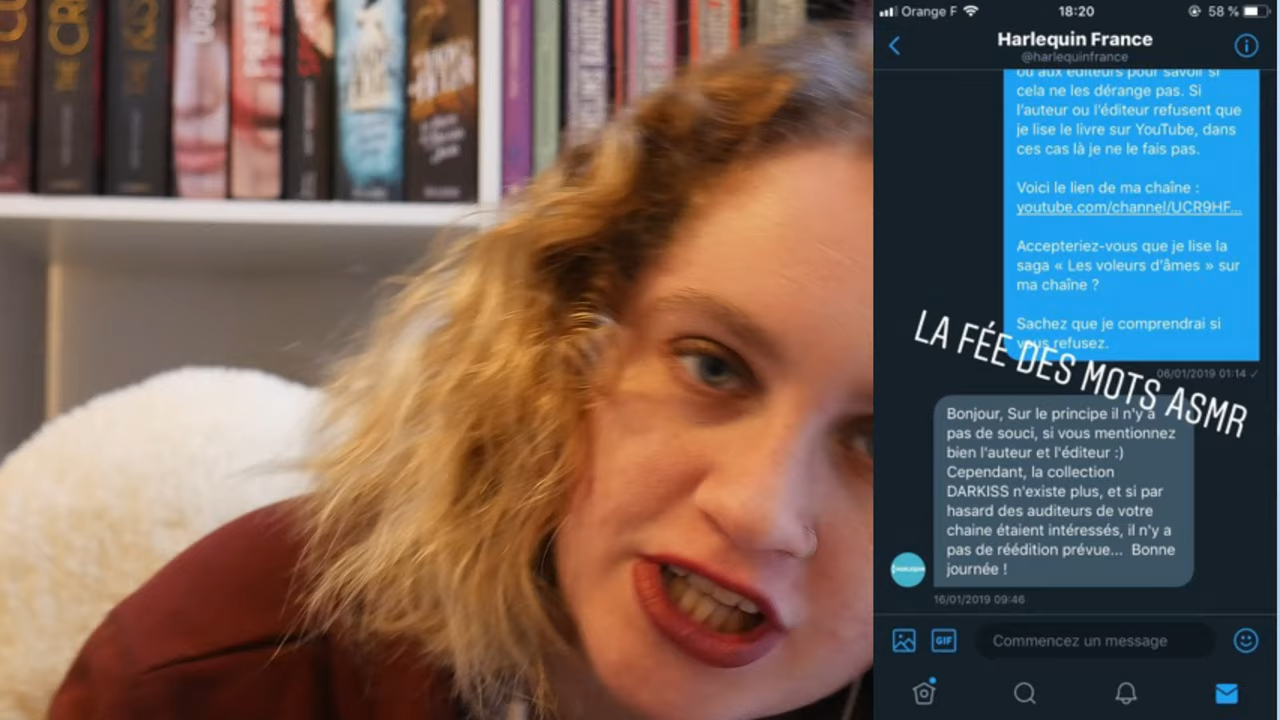 Orange F
18:20
58 %
Harlequin France
@harlequinfrance
ou aux éditeurs pour savoir si
cela ne les dérange pas. Si
l'auteur ou l'éditeur refusent que
je lise le livre sur YouTube, dans
ces cas là je ne le fais pas.
Voici le lien de ma chaîne :
youtube.com/channel/UCR9HF...
Accepteriez-vous que je lise la
saga « Les voleurs d'âmes » sur
ma chaîne ?
Sachez que je comprendrai si
vous refusez.
06/01/2019 01:14 ✓
LA FÉE DES MOTS ASMR
Bonjour, Sur le principe il n'y a
pas de souci, si vous mentionnez
bien l'auteur et l'éditeur :)
Cependant, la collection
DARKISS n'existe plus, et si par
hasard des auditeurs de votre
chaine étaient intéressés, il n'y a
pas de réédition prévue... Bonne
journée !
HARLEQUIN
16/01/2019 09:46
GIF
Commencez un message